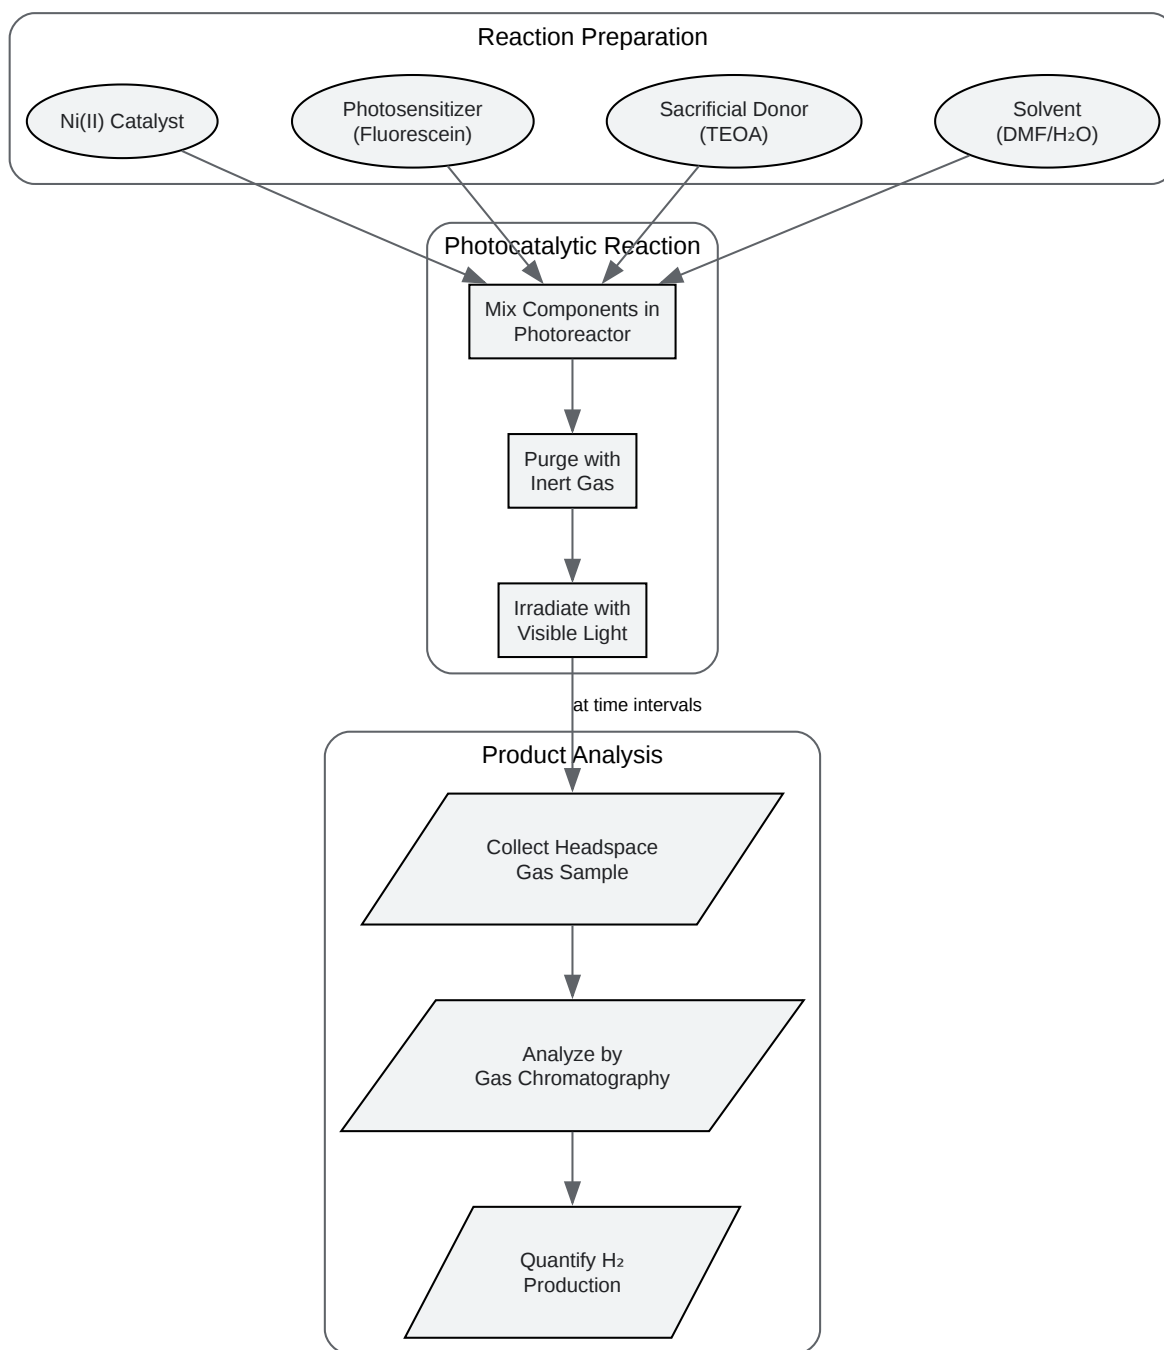 Reaction Preparation
Ni(II) Catalyst
Photosensitizer
(Fluorescein)
Sacrificial Donor
(TEOA)
Solvent
(DMF/H₂O)
Photocatalytic Reaction
Mix Components in
Photoreactor
Purge with
Inert Gas
Irradiate with
Visible Light
at time intervals
Product Analysis
Collect Headspace
Gas Sample
Analyze by
Gas Chromatography
Quantify H₂
Production